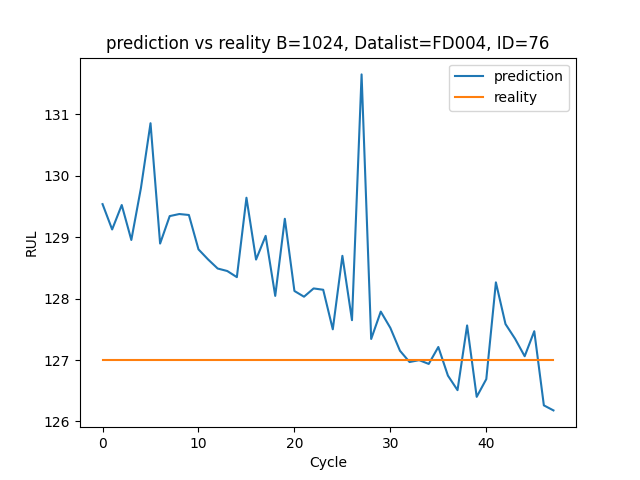 prediction vs reality B=1024, Datalist=FD004, ID=76
prediction
reality
131
130
129
128
127
126
RUL
0 10 20 30 40
Cycle